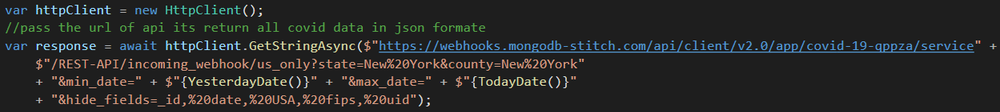 var httpClient = new HttpClient();
//pass the url of api its return all covid data in json formate
var response = await httpClient.GetStringAsync($"https://webhooks.mongodb-stitch.com/api/client/v2.0/app/covid-19-qppza/service" +
$"/REST-API/incoming_webhook/us_only?state=New%20York&county=New%20York"
+ "&min_date=" + $"{YesterdayDate()}" + "&max_date=" + $"{TodayDate()}"
+ "&hide_fields=_id,%20date,%20USA,%20fips,%20uid");